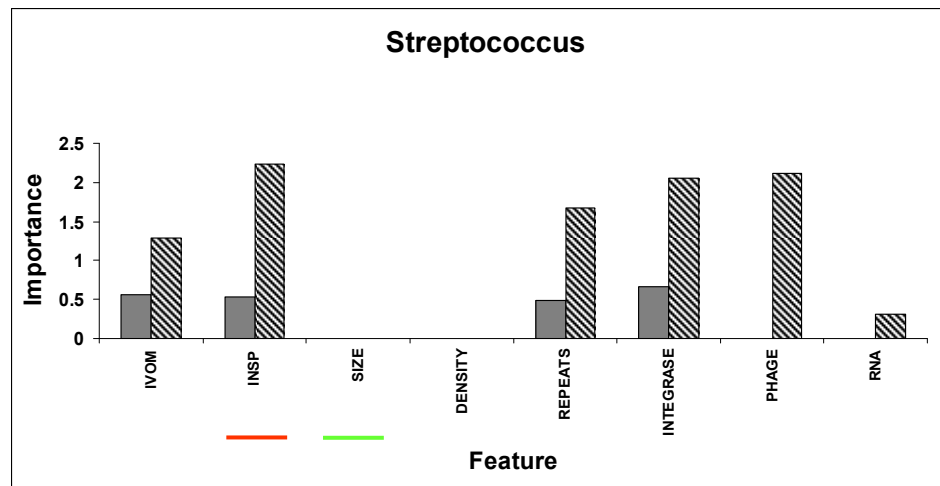 Streptococcus
Importance
2.5
2
1.5
1
0.5
0
IVOM
INSP
SIZE
DENSITY
REPEATS
INTEGRASE
PHAGE
RNA
Feature